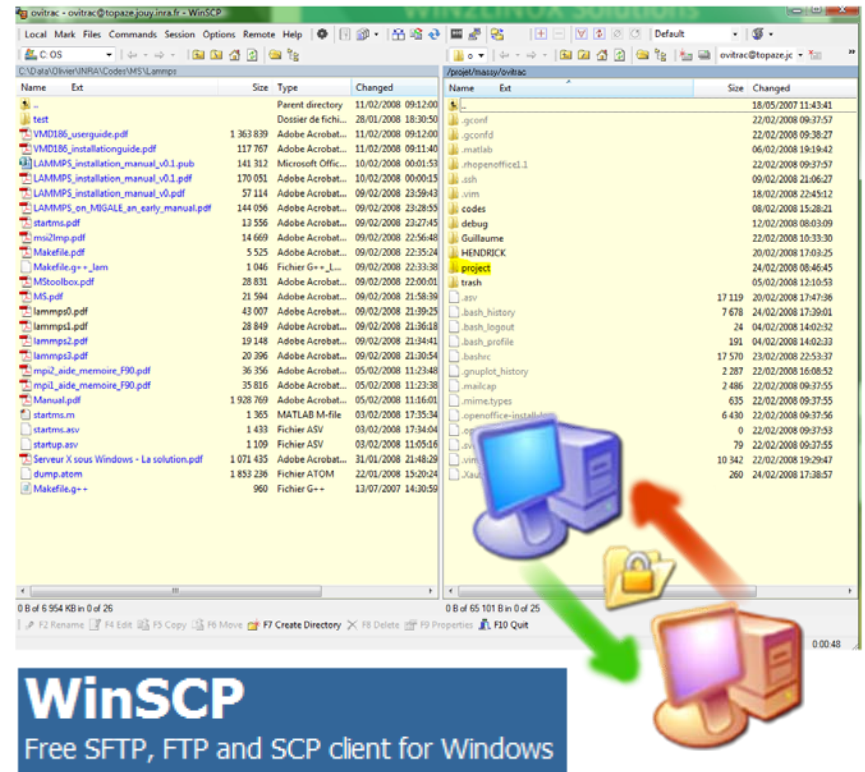 WIN2LINUX Solutions
ovitrac - ovitrac@topaze.jouy.inra.fr - WinSCP
Local Mark Files Commands Session Options Remote Help Default
C: OS
o
ovitrac@topaze.jc
C:\Data\Olivier\INRA\Codes\MS\Lammps
/projet/massy/ovitrac
Name Ext Size Type Changed
.. Parent directory 11/02/2008 09:12:00
test Dossier de fichi... 28/01/2008 18:30:50
VMD186_userguide.pdf 1 363 839 Adobe Acrobat... 11/02/2008 09:12:00
VMD186_installationguide.pdf 117 767 Adobe Acrobat... 11/02/2008 09:11:40
LAMMPS_installation_manual_v0.1.pub 141 312 Microsoft Offic... 10/02/2008 00:01:53
LAMMPS_installation_manual_v0.1.pdf 170 051 Adobe Acrobat... 10/02/2008 00:00:15
LAMMPS_installation_manual_v0.pdf 57 114 Adobe Acrobat... 09/02/2008 23:59:43
LAMMPS_on_MIGALE_an_early_manual.pdf 144 056 Adobe Acrobat... 09/02/2008 23:28:55
startms.pdf 13 556 Adobe Acrobat... 09/02/2008 23:27:45
msi2lmp.pdf 14 669 Adobe Acrobat... 09/02/2008 22:56:48
Makefile.pdf 5 525 Adobe Acrobat... 09/02/2008 22:35:24
Makefile.g++_lam 1 046 Fichier G++_L... 09/02/2008 22:33:38
MStoolbox.pdf 28 831 Adobe Acrobat... 09/02/2008 22:00:01
MS.pdf 21 594 Adobe Acrobat... 09/02/2008 21:58:39
lammps0.pdf 43 007 Adobe Acrobat... 09/02/2008 21:39:25
lammps1.pdf 28 849 Adobe Acrobat... 09/02/2008 21:36:18
lammps2.pdf 19 148 Adobe Acrobat... 09/02/2008 21:34:41
lammps3.pdf 20 396 Adobe Acrobat... 09/02/2008 21:30:54
mpi2_aide_memoire_F90.pdf 36 356 Adobe Acrobat... 05/02/2008 11:23:48
mpi1_aide_memoire_F90.pdf 35 816 Adobe Acrobat... 05/02/2008 11:23:38
Manual.pdf 1 928 769 Adobe Acrobat... 05/02/2008 11:16:01
startms.m 1 365 MATLAB M-file 03/02/2008 17:35:34
startms.asv 1 433 Fichier ASV 03/02/2008 17:34:04
startup.asv 1 109 Fichier ASV 03/02/2008 11:05:16
Serveur X sous Windows - La solution.pdf 1 071 435 Adobe Acrobat... 31/01/2008 21:48:29
dump.atom 1 853 236 Fichier ATOM 22/01/2008 15:20:24
Makefile.g++ 960 Fichier G++ 13/07/2007 14:30:59
Name Ext Size Changed
.. 18/05/2007 11:43:41
.gconf 22/02/2008 09:37:57
.gconfd 22/02/2008 09:38:27
.matlab 06/02/2008 19:19:42
.rhopenoffice1.1 22/02/2008 09:37:57
.ssh 09/02/2008 21:06:27
.vim 18/02/2008 22:45:12
codes 08/02/2008 15:28:21
debug 12/02/2008 08:03:09
Guillaume 22/02/2008 10:33:30
HENDRICK 20/02/2008 17:03:25
project 24/02/2008 08:46:45
trash 05/02/2008 12:10:53
.asv 17 119 20/02/2008 17:47:36
.bash_history 7 678 24/02/2008 17:39:01
.bash_logout 24 04/02/2008 14:02:32
.bash_profile 191 04/02/2008 14:02:33
.bashrc 17 570 23/02/2008 22:53:37
.gnuplot_history 2 287 22/02/2008 16:08:52
.mailcap 2 486 22/02/2008 09:37:55
.mime.types 635 22/02/2008 09:37:55
6 430 22/02/2008 09:37:56
0 22/02/2008 09:37:53
79 22/02/2008 09:37:55
10 342 22/02/2008 19:29:47
260 24/02/2008 17:38:57
0 B of 6 954 KB in 0 of 26
0 B of 65 101 B in 0 of 25
F2 Rename F4 Edit F5 Copy F6 Move F7 Create Directory F8 Delete F9 Properties F10 Quit
0:00:48
WinSCP
Free SFTP, FTP and SCP client for Windows